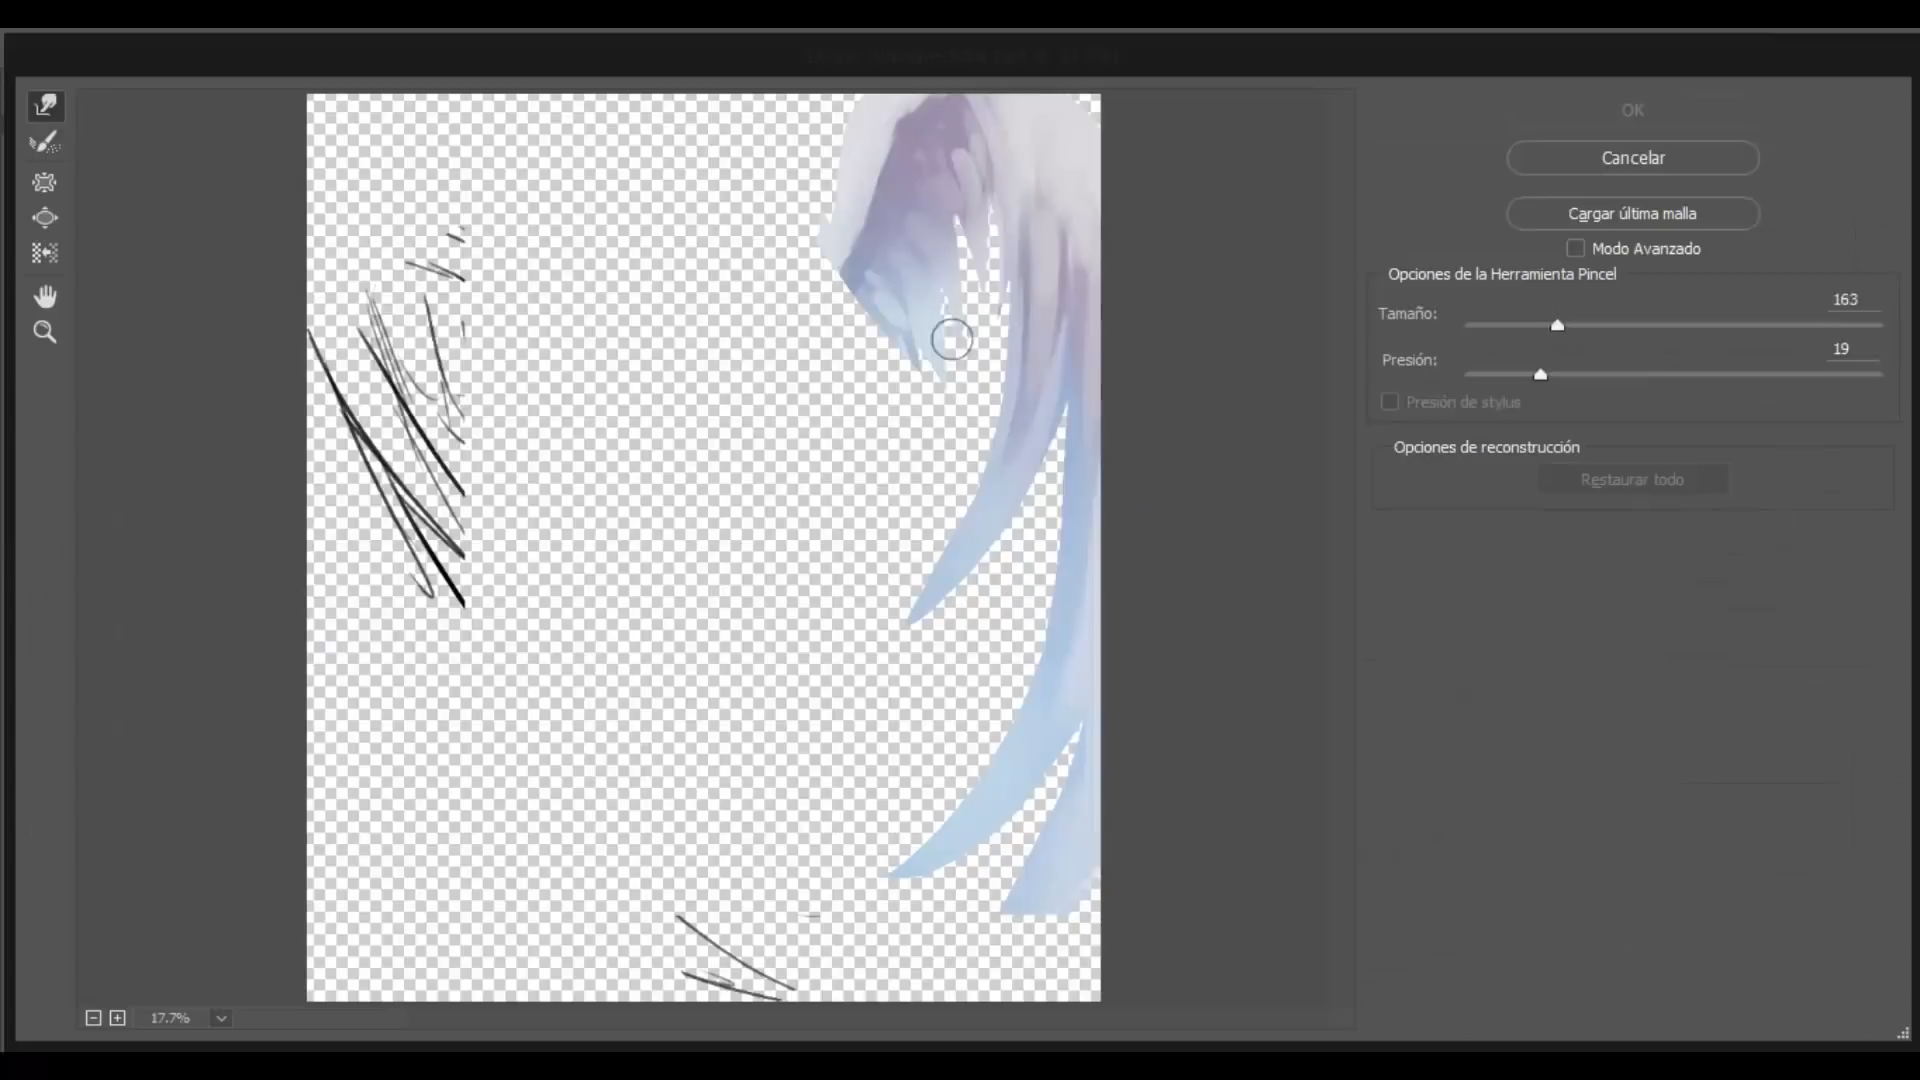 OK
Cancelar
Cargar última malla
Modo Avanzado
Opciones de la Herramienta Pincel
Tamaño: 163
Presión: 19
Presión de stylus
Opciones de reconstrucción
Restaurar todo
17.7%